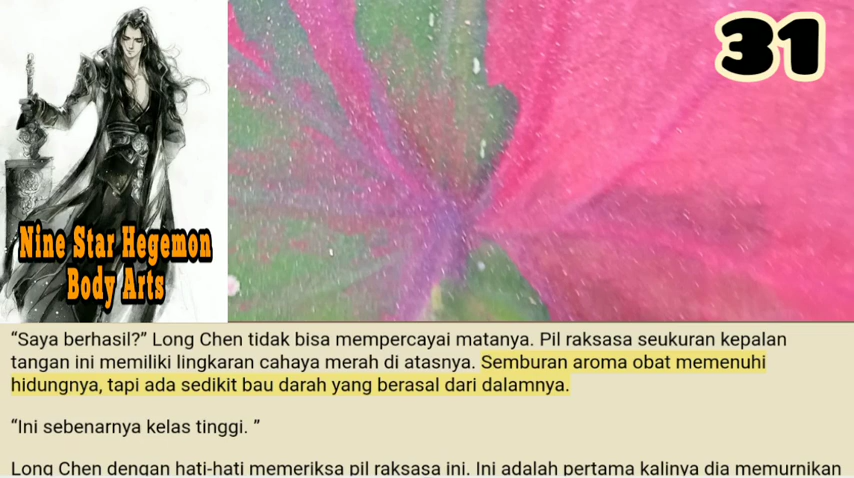 31
Nine Star Hegemon
Body Arts
“Saya berhasil?” Long Chen tidak bisa mempercayai matanya. Pil raksasa seukuran kepalan
tangan ini memiliki lingkaran cahaya merah di atasnya. Semburan aroma obat memenuhi
hidungnya, tapi ada sedikit bau darah yang berasal dari dalamnya.
“Ini sebenarnya kelas tinggi. ”
Long Chen dengan hati-hati memeriksa pil raksasa ini. Ini adalah pertama kalinya dia memurnikan